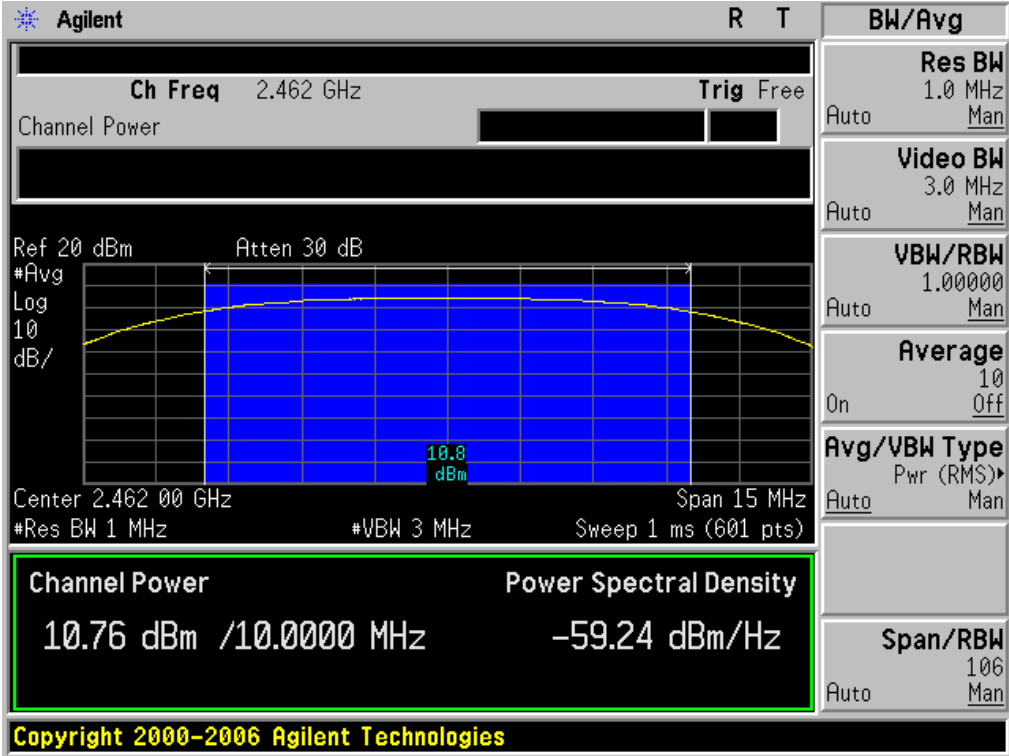 Agilent R T
Ch Freq 2.462 GHz Trig Free
Channel Power
Ref 20 dBm Atten 30 dB
#Avg
Log
10
dB/
10.8
dBm
Center 2.462 00 GHz Span 15 MHz
#Res BW 1 MHz #VBW 3 MHz Sweep 1 ms (601 pts)
Channel Power Power Spectral Density
10.76 dBm /10.0000 MHz -59.24 dBm/Hz
Copyright 2000-2006 Agilent Technologies
BW/Avg
Res BW
1.0 MHz
Auto Man
Video BW
3.0 MHz
Auto Man
VBW/RBW
1.00000
Auto Man
Average
10
On Off
Avg/VBW Type
Pwr (RMS)▸
Auto Man
Span/RBW
106
Auto Man